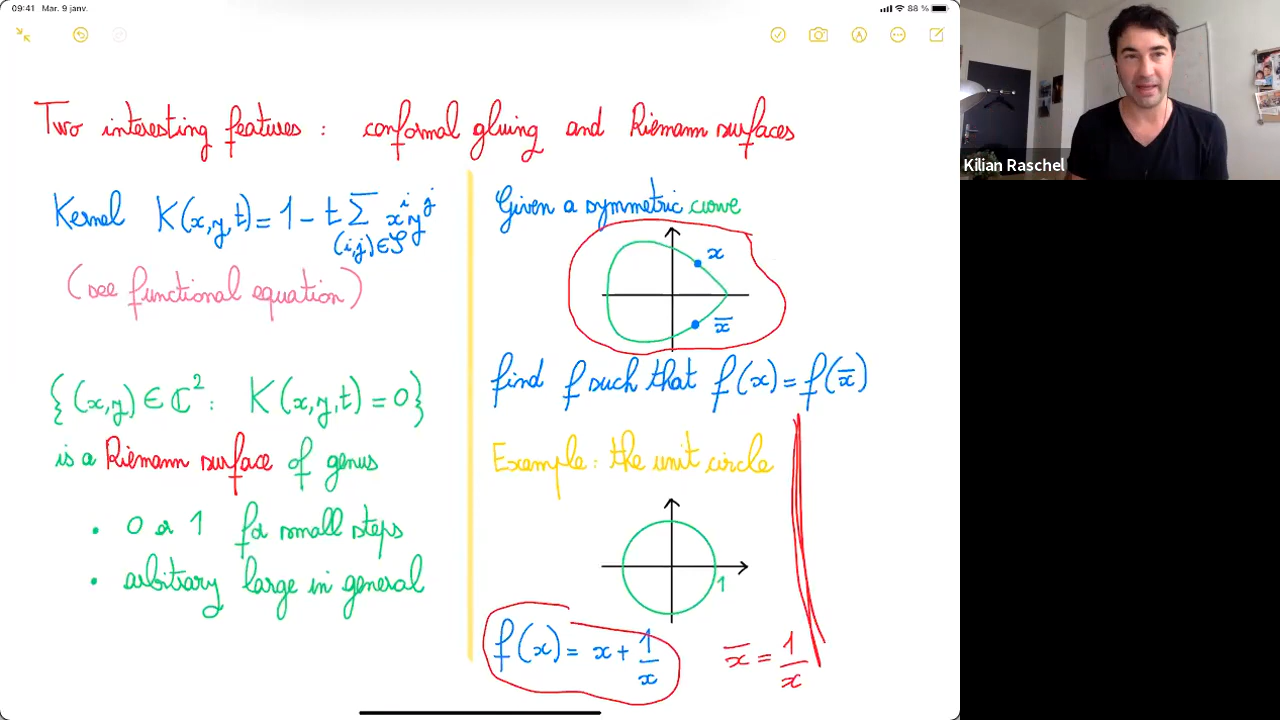 09:41 Mar. 9 janv.
88 %
Two interesting features : conformal gluing and Riemann surfaces
Kernel K(x,y,t) = 1 - t Σ x^i y^j
(i,j)∈𝒮
(see functional equation)
{(x,y) ∈ ℂ² : K(x,y,t) = 0}
is a Riemann surface of genus
• 0 or 1 for small steps
• arbitrary large in general
Given a symmetric curve
x
x̄
find f such that f(x) = f(x̄)
Example : the unit circle
1
f(x) = x + 1/x
x̄ = 1/x
Kilian Raschel